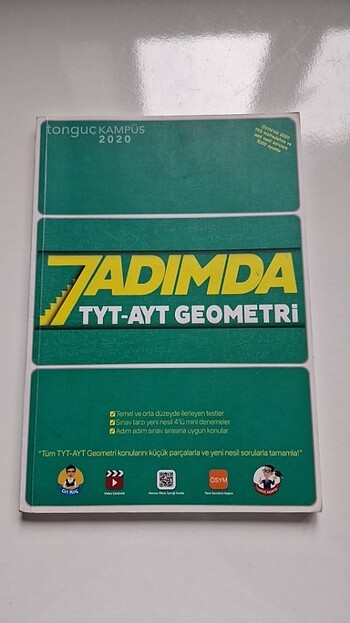 tonguç KAMPÜS
2020
7 ADIMDA
TYT-AYT GEOMETRİ
Temel ve orta düzeyde ilerleyen testler
Sınav tarzı yeni nesil 4'lü mini denemeler
Adım adım sınav sırasına uygun konular
"Tüm TYT-AYT Geometri konularını küçük parçalarla ve yeni nesil sorularla tamamla!"
ÖSYM